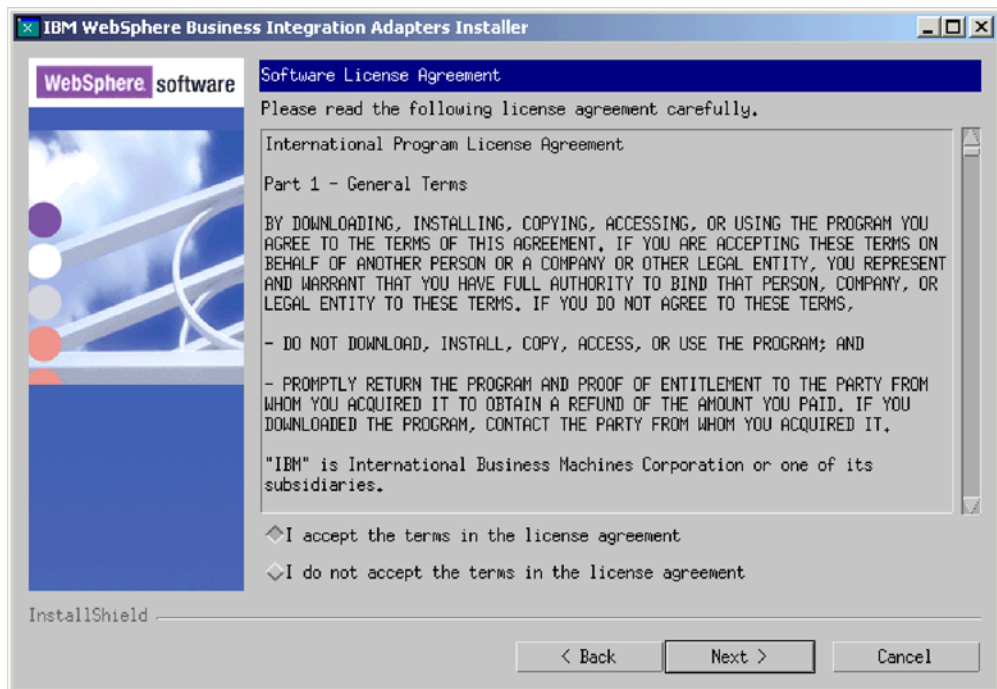 IBM WebSphere Business Integration Adapters Installer
WebSphere software
Software License Agreement
Please read the following license agreement carefully.
International Program License Agreement
Part 1 - General Terms
BY DOWNLOADING, INSTALLING, COPYING, ACCESSING, OR USING THE PROGRAM YOU
AGREE TO THE TERMS OF THIS AGREEMENT. IF YOU ARE ACCEPTING THESE TERMS ON
BEHALF OF ANOTHER PERSON OR A COMPANY OR OTHER LEGAL ENTITY, YOU REPRESENT
AND WARRANT THAT YOU HAVE FULL AUTHORITY TO BIND THAT PERSON, COMPANY, OR
LEGAL ENTITY TO THESE TERMS. IF YOU DO NOT AGREE TO THESE TERMS,
- DO NOT DOWNLOAD, INSTALL, COPY, ACCESS, OR USE THE PROGRAM; AND
- PROMPTLY RETURN THE PROGRAM AND PROOF OF ENTITLEMENT TO THE PARTY FROM
WHOM YOU ACQUIRED IT TO OBTAIN A REFUND OF THE AMOUNT YOU PAID. IF YOU
DOWNLOADED THE PROGRAM, CONTACT THE PARTY FROM WHOM YOU ACQUIRED IT.
"IBM" is International Business Machines Corporation or one of its
subsidiaries.
I accept the terms in the license agreement
I do not accept the terms in the license agreement
InstallShield
< Back
Next >
Cancel